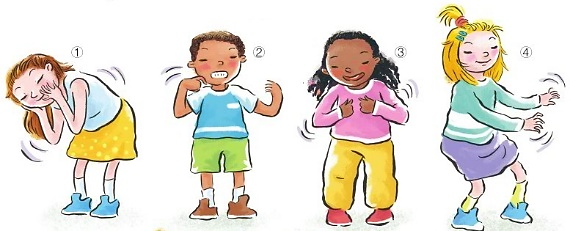 ① ② ③ ④